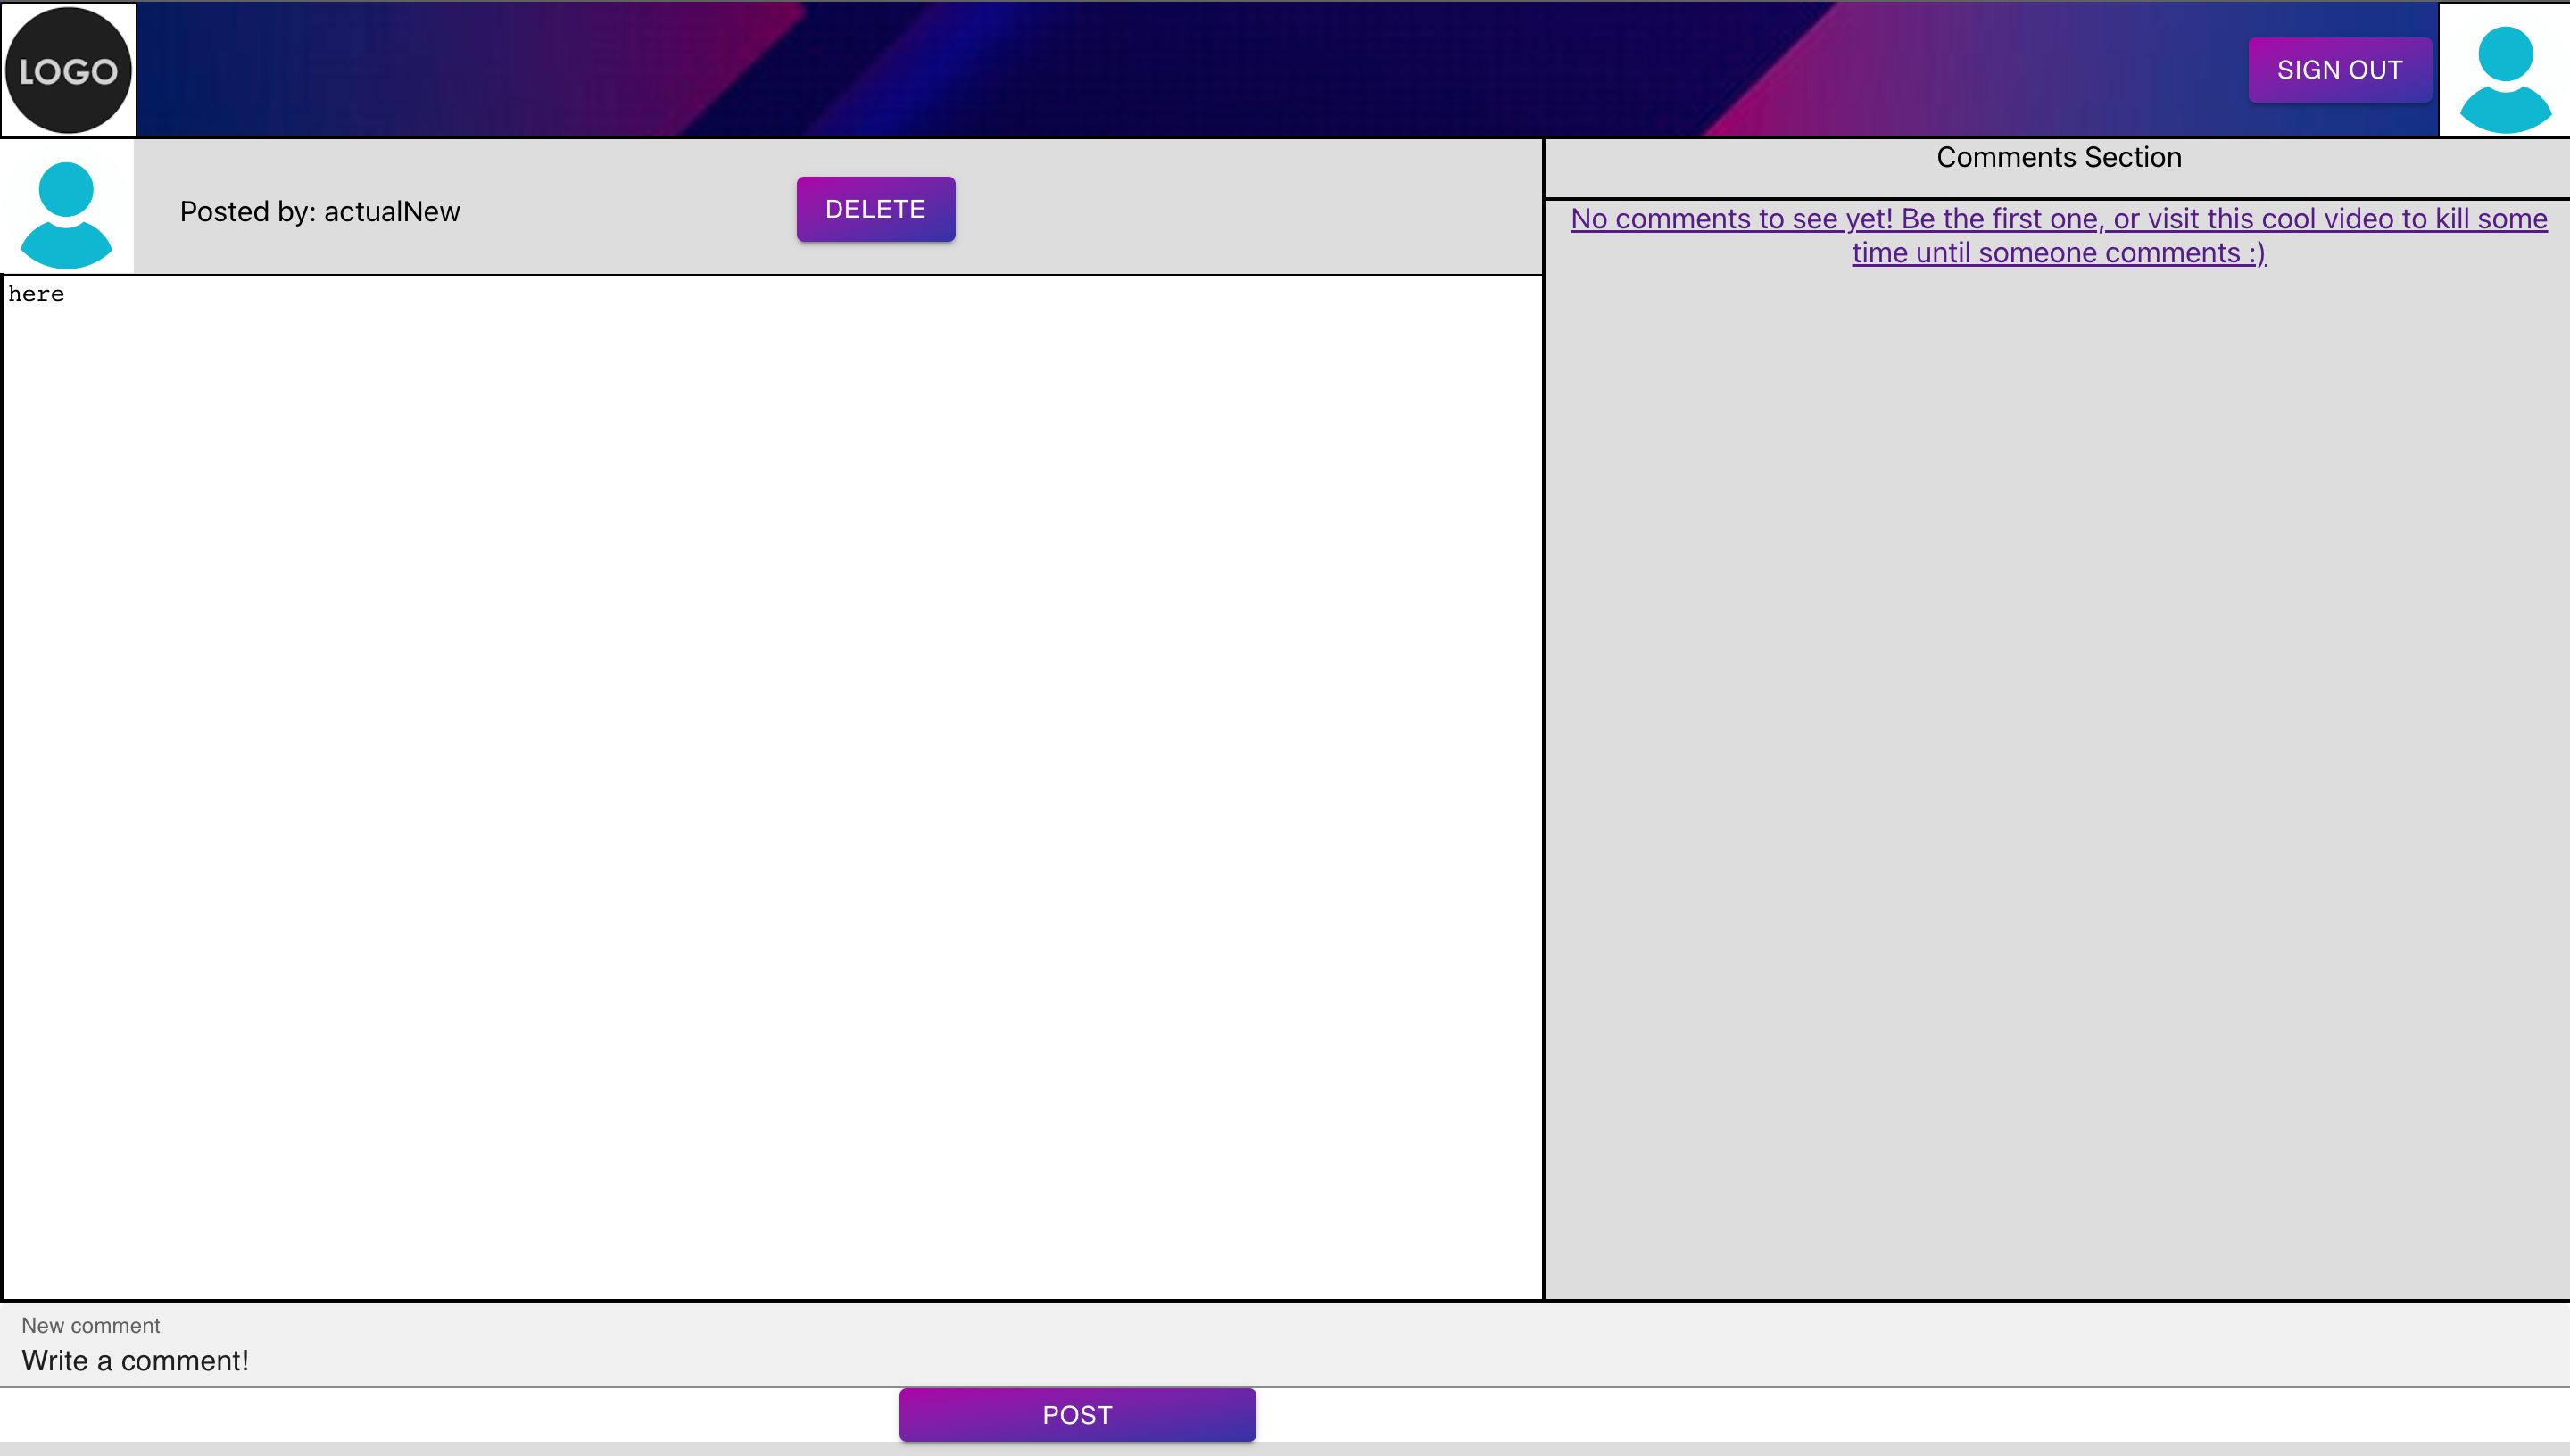 LOGO
SIGN OUT
Posted by: actualNew
DELETE
Comments Section
No comments to see yet! Be the first one, or visit this cool video to kill some
time until someone comments :)
here
New comment
Write a comment!
POST